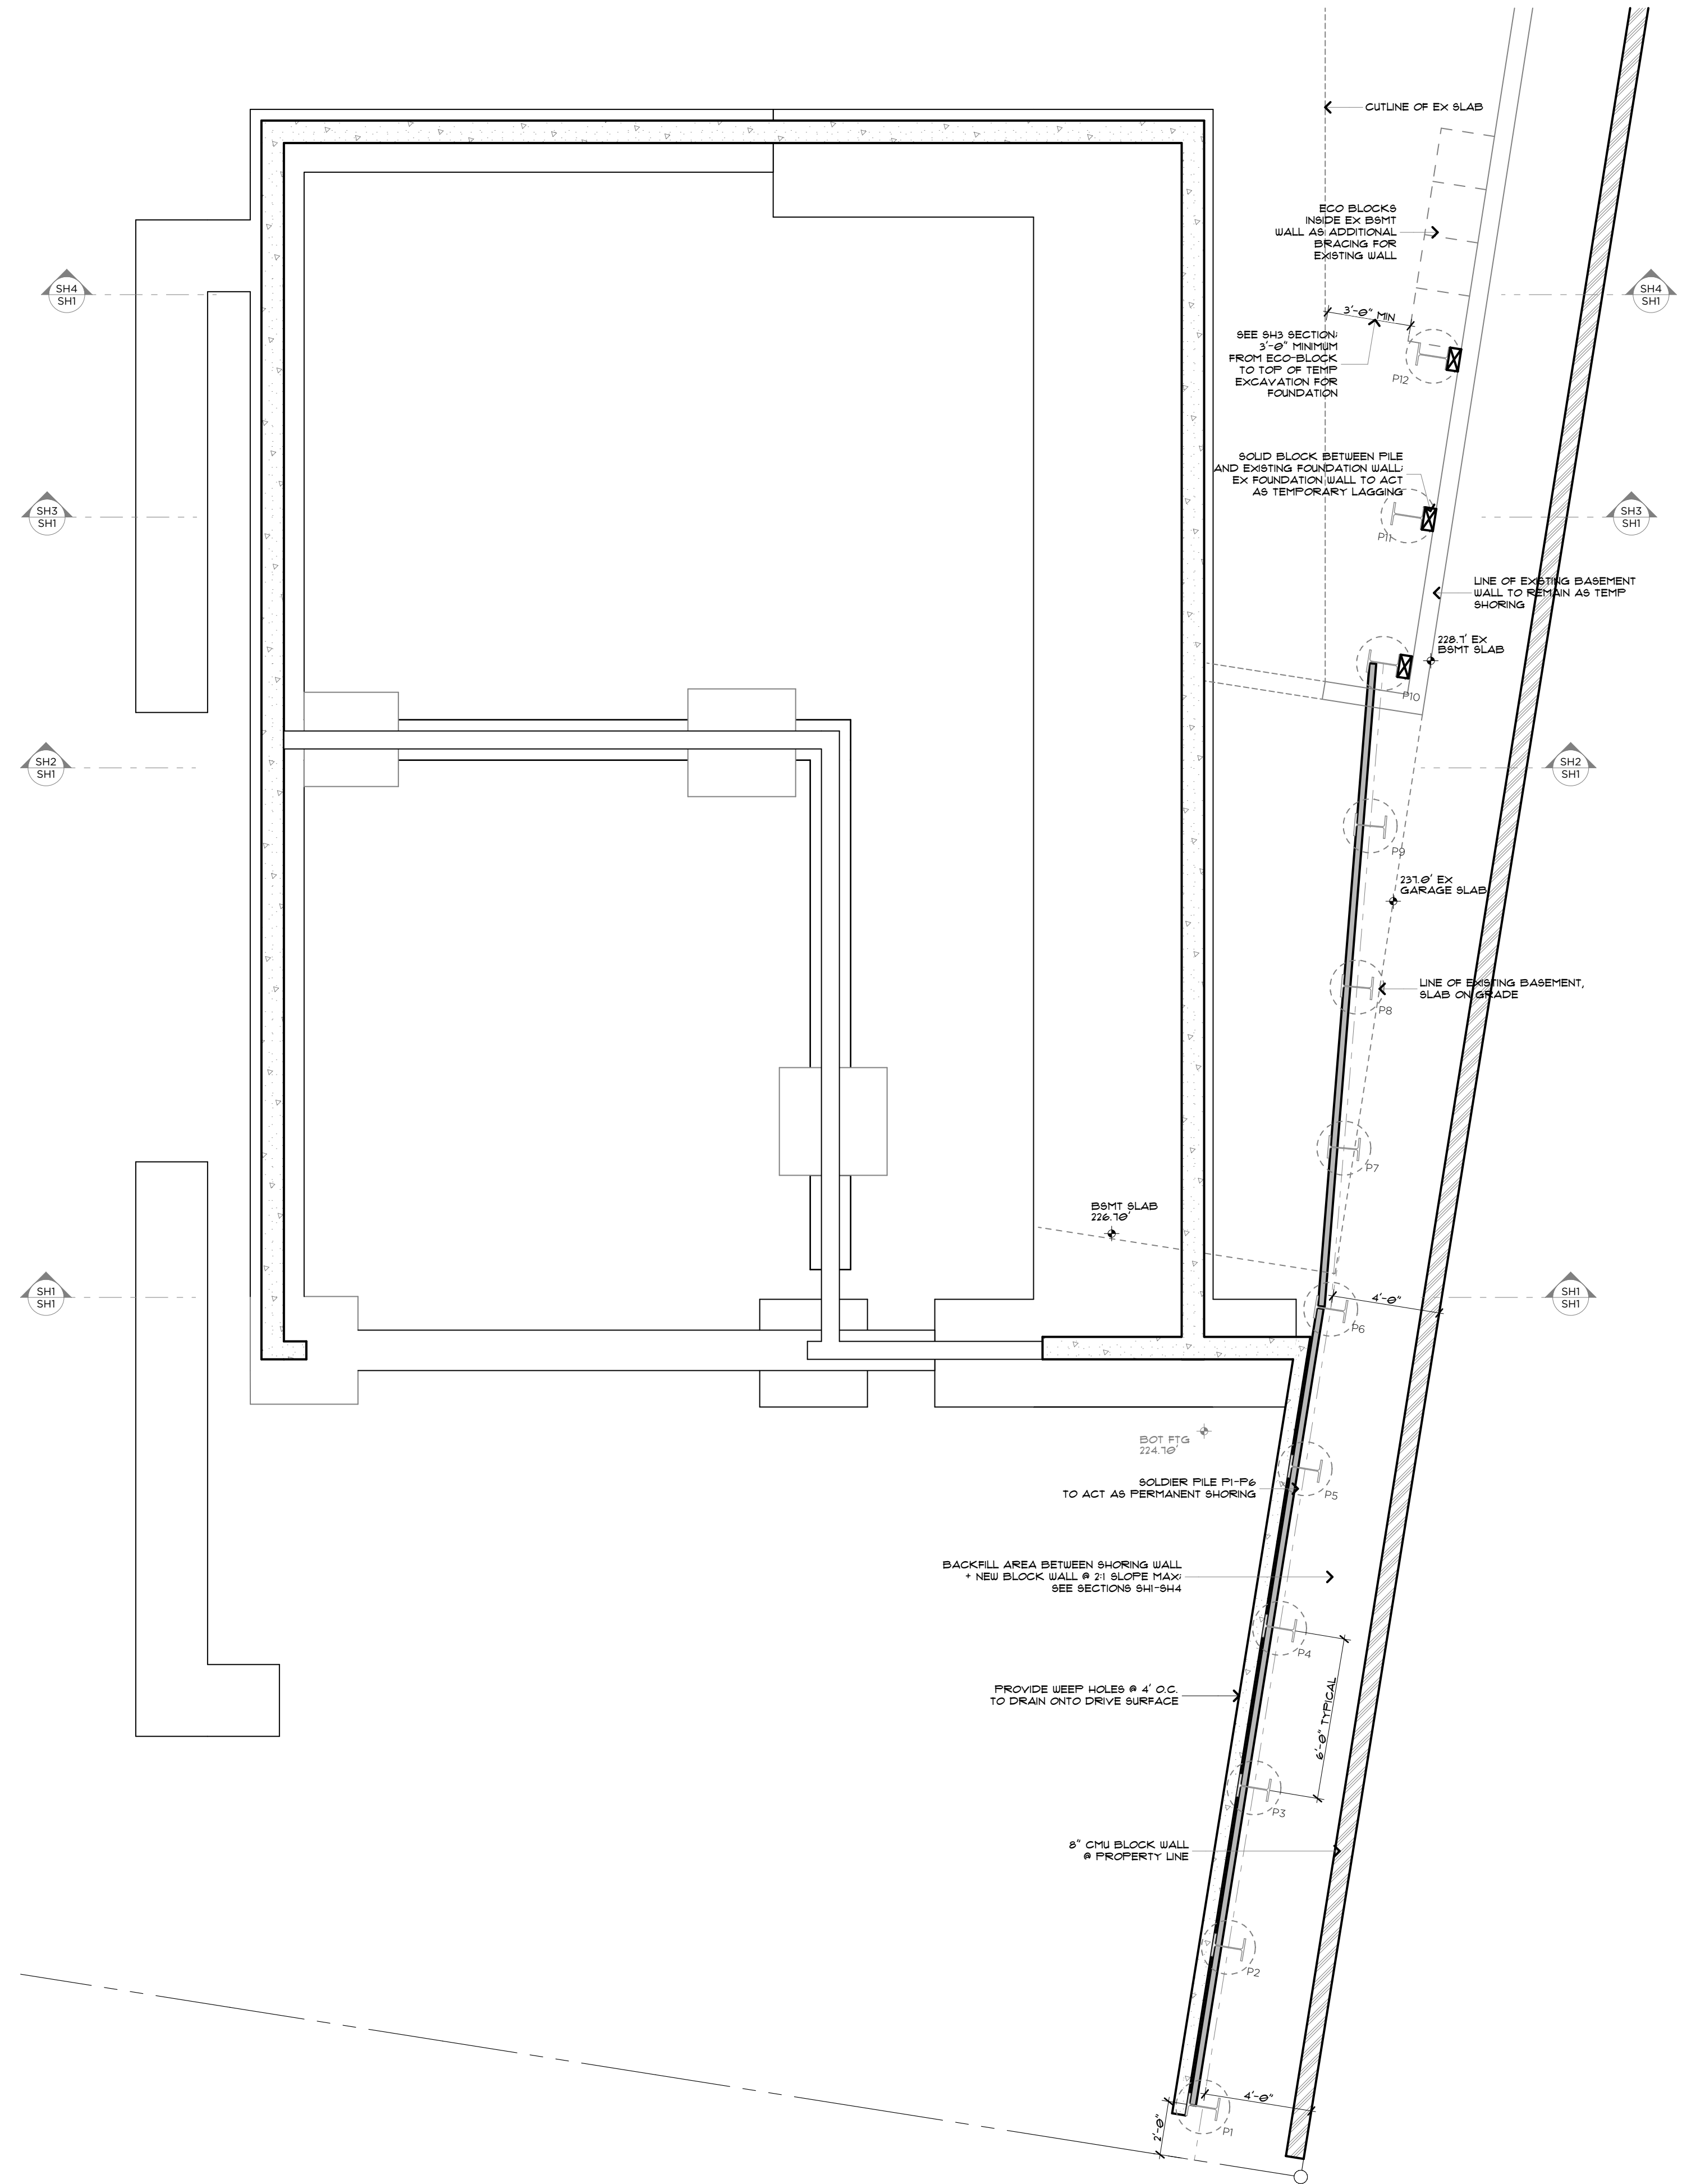 CUTLINE OF EX SLAB
ECO BLOCKS
INSIDE EX BSMT
WALL AS ADDITIONAL
BRACING FOR
EXISTING WALL
SH4
SH1
SH4
SH1
3'-0" MIN
SEE SH3 SECTION;
3'-0" MINIMUM
FROM ECO-BLOCK
TO TOP OF TEMP
EXCAVATION FOR
FOUNDATION
P12
SOLID BLOCK BETWEEN PILE
AND EXISTING FOUNDATION WALL;
EX FOUNDATION WALL TO ACT
AS TEMPORARY LAGGING
SH3
SH1
SH3
SH1
P11
LINE OF EXISTING BASEMENT
WALL TO REMAIN AS TEMP
SHORING
228.7' EX
BSMT SLAB
P10
SH2
SH1
SH2
SH1
P9
237.0' EX
GARAGE SLAB
LINE OF EXISTING BASEMENT,
SLAB ON GRADE
P8
P7
BSMT SLAB
226.70'
SH1
SH1
4'-0"
SH1
SH1
P6
BOT FTG
224.70'
SOLDIER PILE P1-P6
TO ACT AS PERMANENT SHORING
P5
BACKFILL AREA BETWEEN SHORING WALL
+ NEW BLOCK WALL @ 2:1 SLOPE MAX;
SEE SECTIONS SH1-SH4
P4
PROVIDE WEEP HOLES @ 4' O.C.
TO DRAIN ONTO DRIVE SURFACE
6'-0" TYPICAL
P3
8" CMU BLOCK WALL
@ PROPERTY LINE
P2
4'-0"
2'-0"
P1